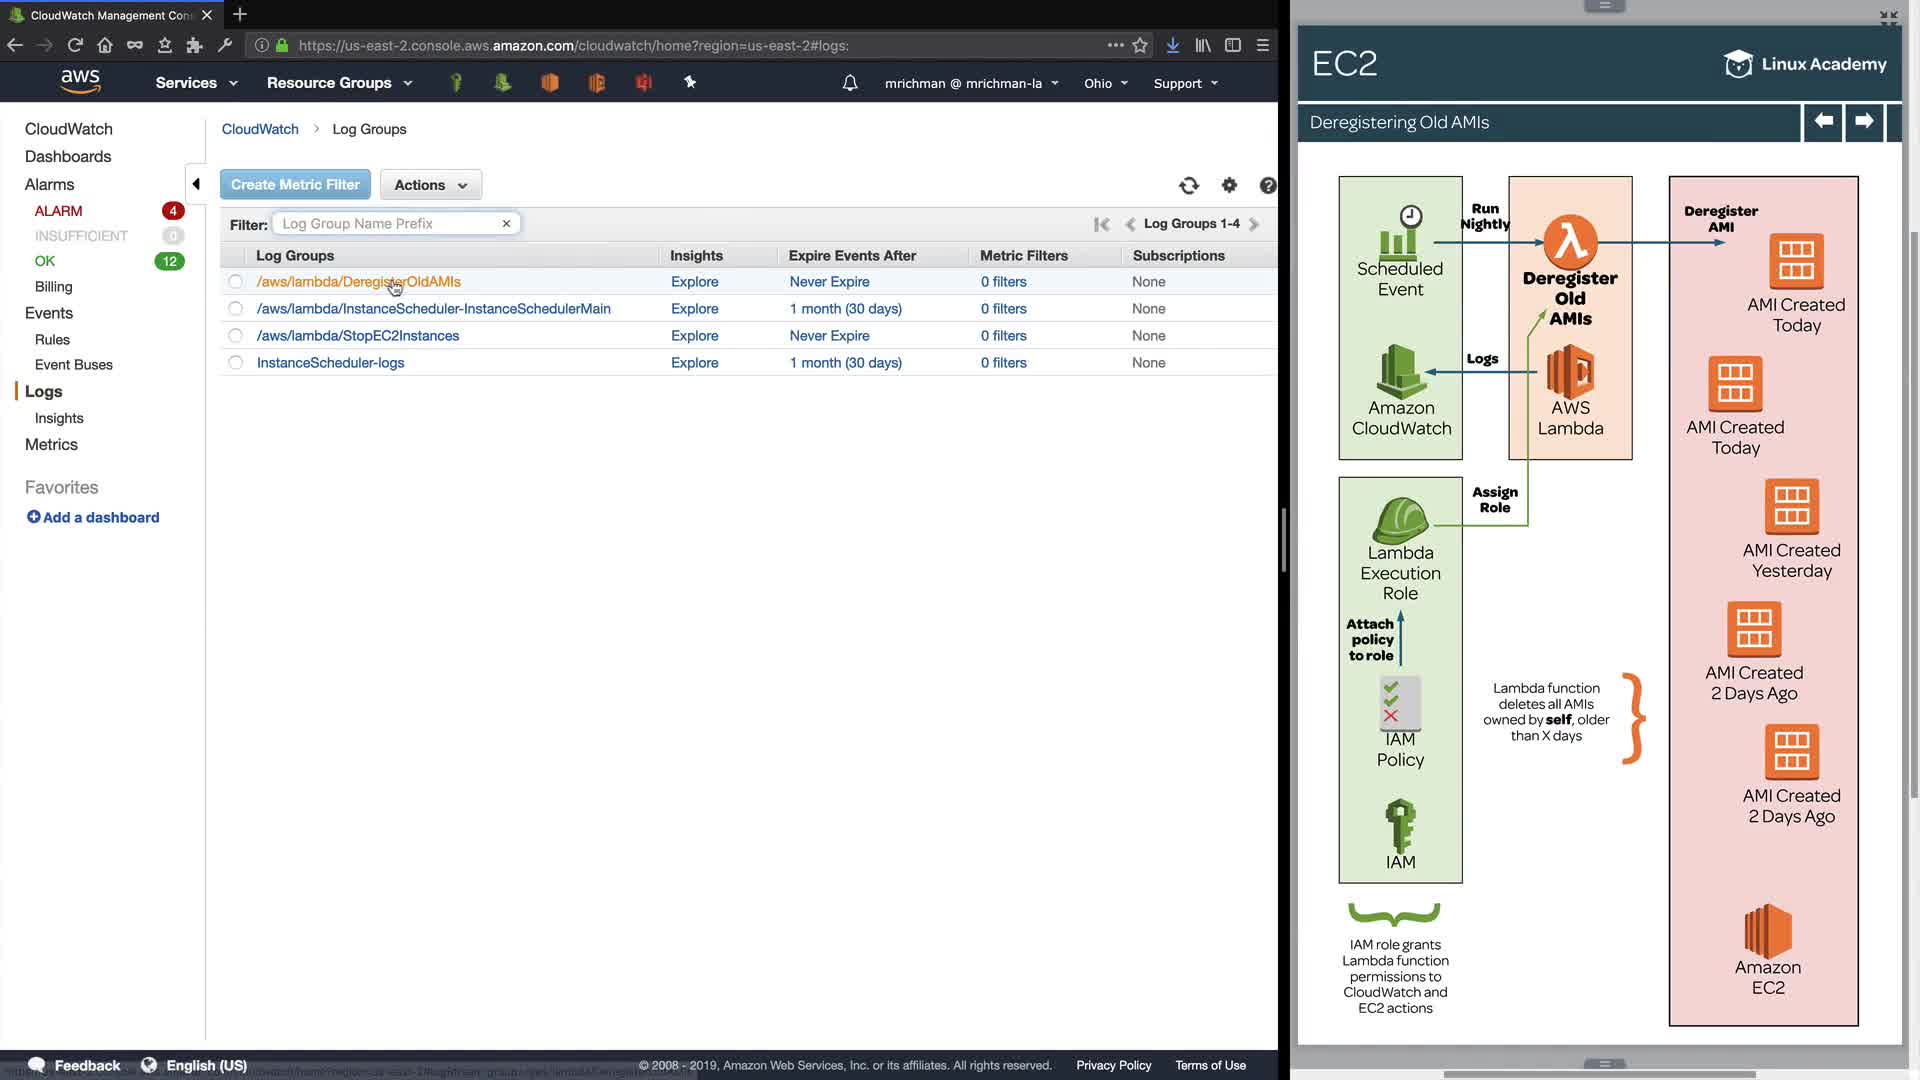 CloudWatch Management Con
https://us-east-2.console.aws.amazon.com/cloudwatch/home?region=us-east-2#logs:
aws
Services
Resource Groups
mrichman @ mrichman-la
Ohio
Support
CloudWatch
Dashboards
Alarms
ALARM 4
INSUFFICIENT 0
OK 12
Billing
Events
Rules
Event Buses
Logs
Insights
Metrics
Favorites
Add a dashboard
CloudWatch > Log Groups
Create Metric Filter
Actions
Filter: Log Group Name Prefix ×
Log Groups 1-4
Log Groups Insights Expire Events After Metric Filters Subscriptions
/aws/lambda/DeregisterOldAMIs Explore Never Expire 0 filters None
/aws/lambda/InstanceScheduler-InstanceSchedulerMain Explore 1 month (30 days) 0 filters None
/aws/lambda/StopEC2Instances Explore Never Expire 0 filters None
InstanceScheduler-logs Explore 1 month (30 days) 0 filters None
Feedback
English (US)
© 2008 - 2019, Amazon Web Services, Inc. or its affiliates. All rights reserved.
Privacy Policy
Terms of Use
EC2
Linux Academy
Deregistering Old AMIs
Scheduled
Event
Run
Nightly
Deregister
Old
AMIs
Deregister
AMI
AMI Created
Today
Amazon
CloudWatch
Logs
AWS
Lambda
AMI Created
Today
Assign
Role
Lambda
Execution
Role
AMI Created
Yesterday
Attach
policy
to role
AMI Created
2 Days Ago
IAM
Policy
Lambda function
deletes all AMIs
owned by self, older
than X days
AMI Created
2 Days Ago
IAM
IAM role grants
Lambda function
permissions to
CloudWatch and
EC2 actions
Amazon
EC2